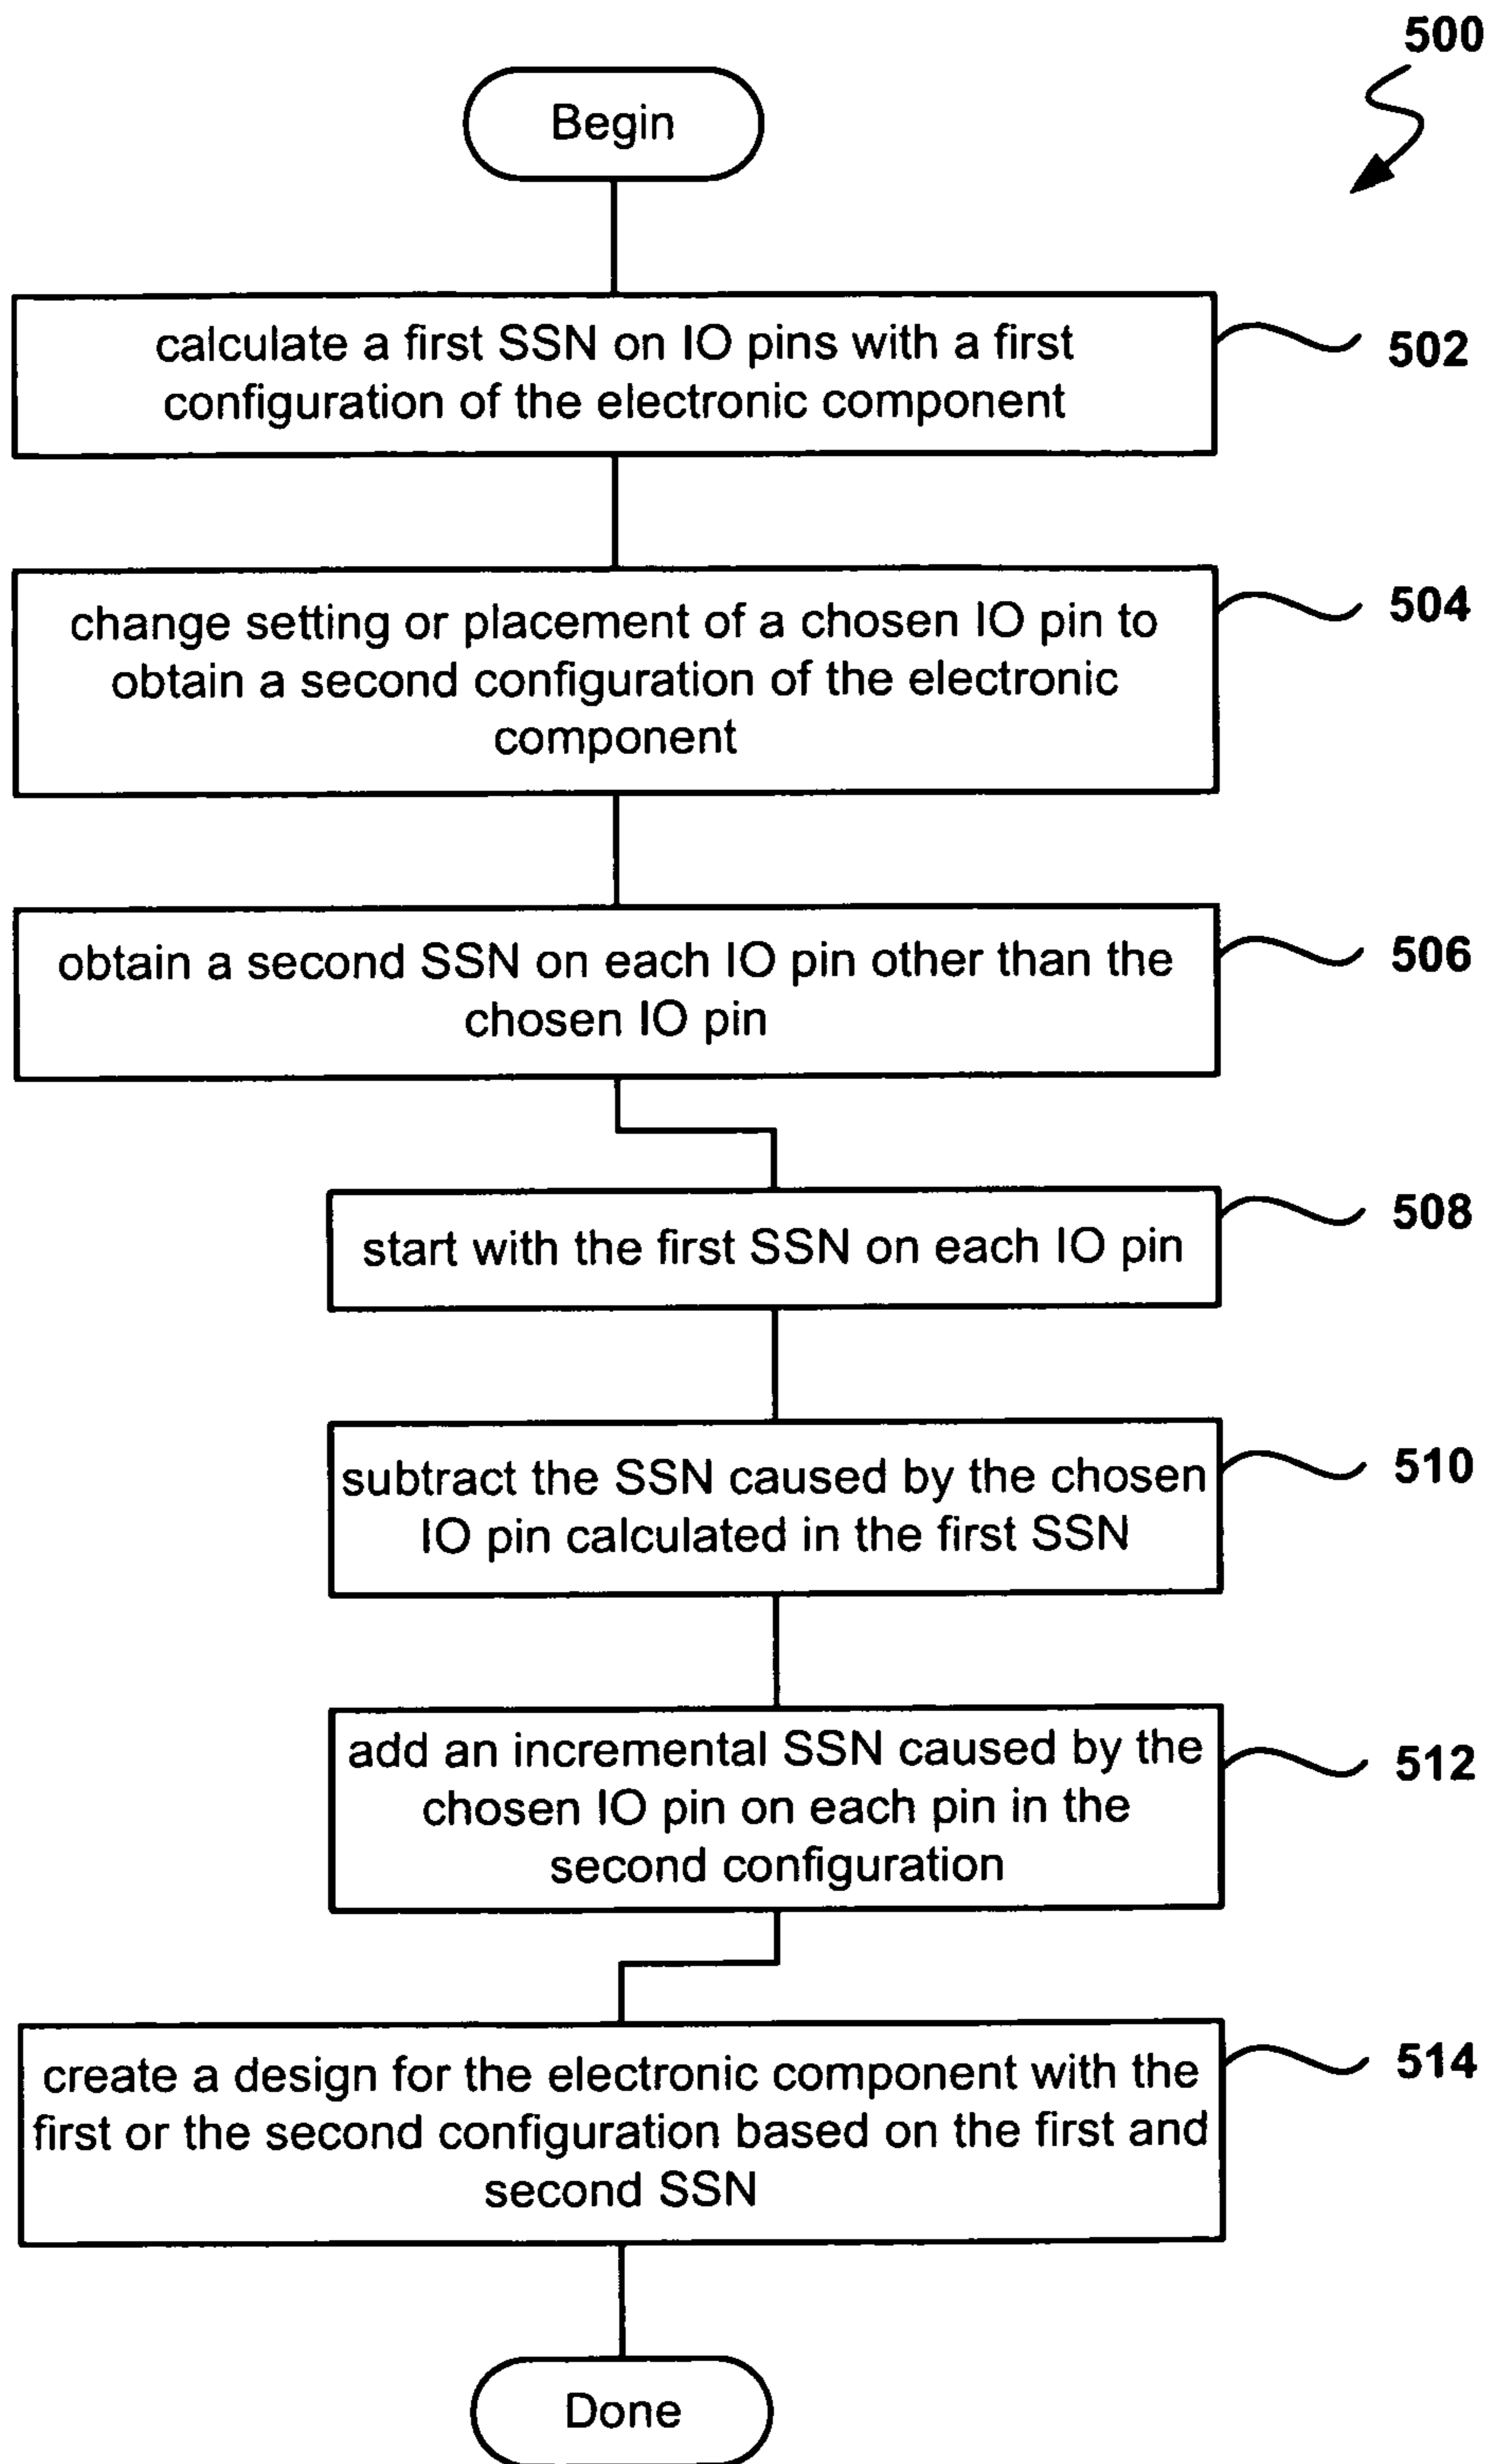 500
Begin
calculate a first SSN on IO pins with a first
configuration of the electronic component
502
change setting or placement of a chosen IO pin to
obtain a second configuration of the electronic
component
504
obtain a second SSN on each IO pin other than the
chosen IO pin
506
start with the first SSN on each IO pin
508
subtract the SSN caused by the chosen
IO pin calculated in the first SSN
510
add an incremental SSN caused by the
chosen IO pin on each pin in the
second configuration
512
create a design for the electronic component with the
first or the second configuration based on the first and
second SSN
514
Done